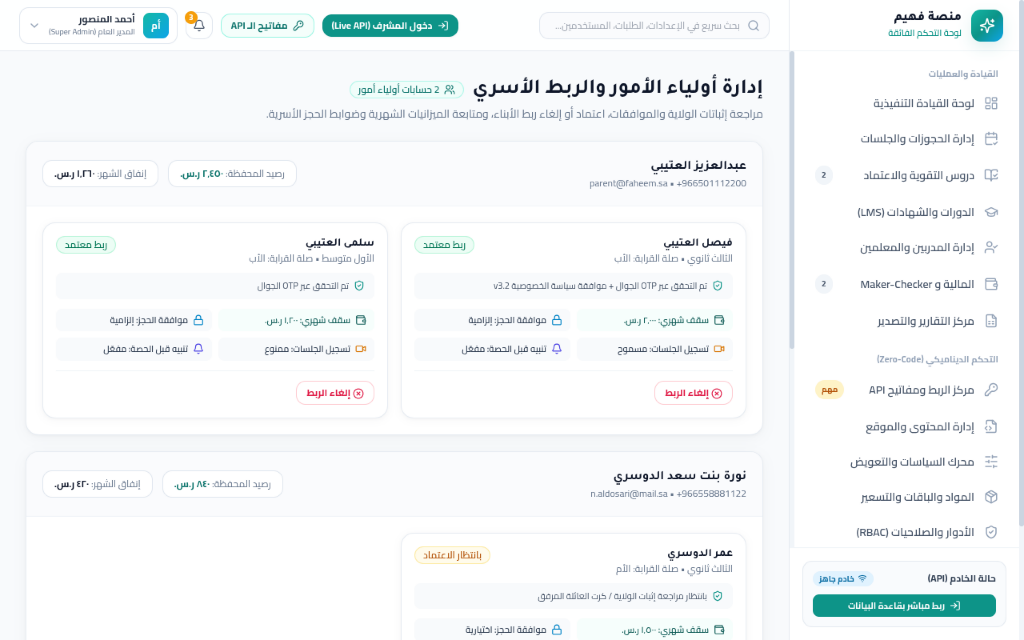 منصة فهيم
لوحة التحكم الفائقة
بحث سريع في الإعدادات، الطلبات، المستخدمين...
دخول المشرف (Live API)
مفاتيح الـ API
3
أم
أحمد المنصور
المدير العام (Super Admin)
القيادة والعمليات
لوحة القيادة التنفيذية
إدارة الحجوزات والجلسات
دروس التقوية والاعتماد
2
الدورات والشهادات (LMS)
إدارة المدربين والمعلمين
المالية و Maker-Checker
2
مركز التقارير والتصدير
التحكم الديناميكي (Zero-Code)
مركز الربط ومفاتيح API
مهم
إدارة المحتوى والموقع
محرك السياسات والتعويض
المواد والباقات والتسعير
الأدوار والصلاحيات (RBAC)
حالة الخادم (API)
خادم جاهز
ربط مباشر بقاعدة البيانات
إدارة أولياء الأمور والربط الأسري
2 حسابات أولياء أمور
مراجعة إثباتات الولاية والموافقات، اعتماد أو إلغاء ربط الأبناء، ومتابعة الميزانيات الشهرية وضوابط الحجز الأسرية.
عبدالعزيز العتيبي
parent@faheem.sa • +966501112200
رصيد المحفظة: ٢,٤٥٠ ر.س.
إنفاق الشهر: ١,٢٦٠ ر.س.
فيصل العتيبي
ربط معتمد
الثالث ثانوي • صلة القرابة: الأب
تم التحقق عبر OTP الجوال + موافقة سياسة الخصوصية v3.2
سقف شهري: ٢,٠٠٠ ر.س.
موافقة الحجز: إلزامية
تسجيل الجلسات: مسموح
تنبيه قبل الحصة: مفعّل
إلغاء الربط
سلمى العتيبي
ربط معتمد
الأول متوسط • صلة القرابة: الأب
تم التحقق عبر OTP الجوال
سقف شهري: ١,٢٠٠ ر.س.
موافقة الحجز: إلزامية
تسجيل الجلسات: ممنوع
تنبيه قبل الحصة: مفعّل
إلغاء الربط
نورة بنت سعد الدوسري
n.aldosari@mail.sa • +966558881122
رصيد المحفظة: ٨٤٠ ر.س.
إنفاق الشهر: ٤٢٠ ر.س.
عمر الدوسري
بانتظار الاعتماد
الثالث ثانوي • صلة القرابة: الأم
بانتظار مراجعة إثبات الولاية / كرت العائلة المرفق
سقف شهري: ١,٥٠٠ ر.س.
موافقة الحجز: اختيارية